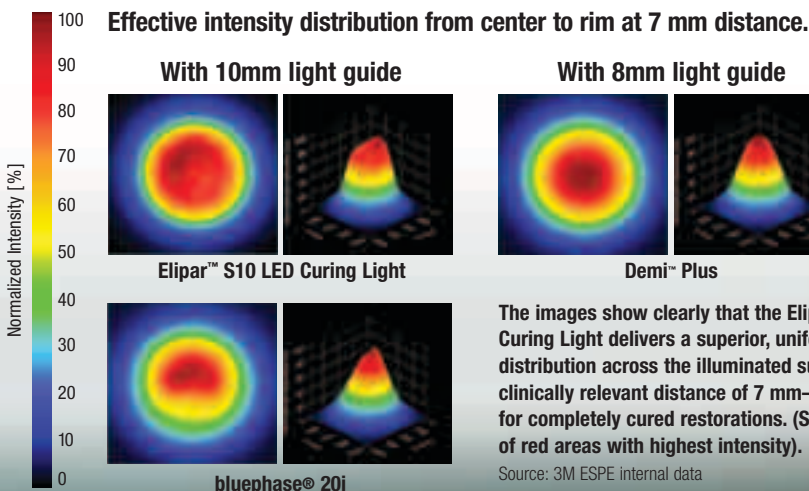 Effective intensity distribution from center to rim at 7 mm distance.
With 10mm light guide
With 8mm light guide
100
90
80
70
60
50
40
30
20
10
0
Normalized Intensity [%]
Elipar™ S10 LED Curing Light
Demi™ Plus
bluephase® 20i
The images show clearly that the Elip
Curing Light delivers a superior, unifo
distribution across the illuminated su
clinically relevant distance of 7 mm–
for completely cured restorations. (S
of red areas with highest intensity).
Source: 3M ESPE internal data